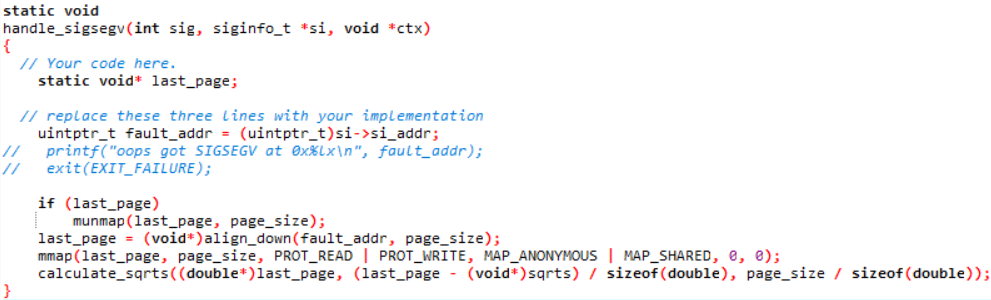 static void
handle_sigsegv(int sig, siginfo_t *si, void *ctx)
{
  // Your code here.
    static void* last_page;

  // replace these three lines with your implementation
    uintptr_t fault_addr = (uintptr_t)si->si_addr;
//   printf("oops got SIGSEGV at 0x%lx\n", fault_addr);
//   exit(EXIT_FAILURE);

    if (last_page)
        munmap(last_page, page_size);
    last_page = (void*)align_down(fault_addr, page_size);
    mmap(last_page, page_size, PROT_READ | PROT_WRITE, MAP_ANONYMOUS | MAP_SHARED, 0, 0);
    calculate_sqrts((double*)last_page, (last_page - (void*)sqrts) / sizeof(double), page_size / sizeof(double));
}